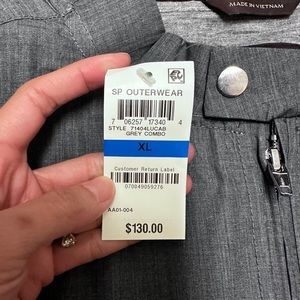 MADE IN VIETNAM
SP OUTERWEAR
7 06257 17340 4
STYLE 71404LUCAB
GREY COMBO
XL
Customer Return Label
070049059276
AA01-004
$130.00